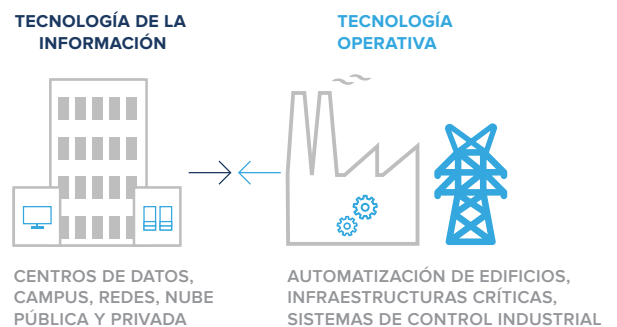 TECNOLOGÍA DE LA
INFORMACIÓN
TECNOLOGÍA
OPERATIVA
CENTROS DE DATOS,
CAMPUS, REDES, NUBE
PÚBLICA Y PRIVADA
AUTOMATIZACIÓN DE EDIFICIOS,
INFRAESTRUCTURAS CRÍTICAS,
SISTEMAS DE CONTROL INDUSTRIAL